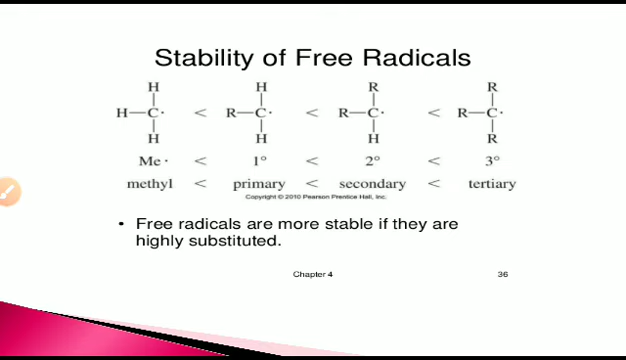 Stability of Free Radicals
H H R R
H—C· < R—C· < R—C· < R—C·
H H H R
Me· < 1° < 2° < 3°
methyl < primary < secondary < tertiary
Copyright © 2010 Pearson Prentice Hall, Inc.
• Free radicals are more stable if they are
highly substituted.
Chapter 4 36